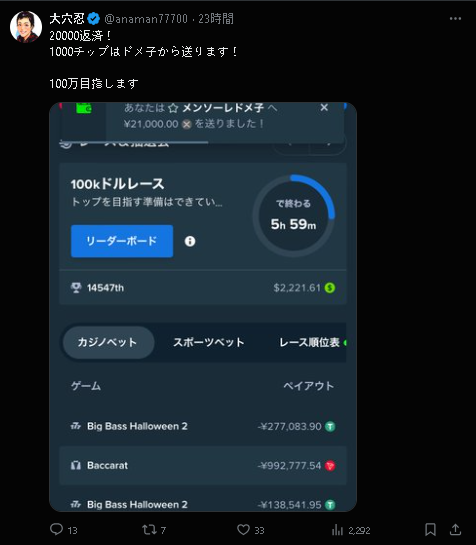 大穴忍 @anaman77700 · 23時間
20000返済！
1000チップはドメ子から送ります！
100万目指します
あなたは ☆ メンソーレドメ子 へ
¥21,000.00 を送りました！
100kドルレース
トップを目指す準備はできてい...
で終わる
5h 59m
リーダーボード
14547th $2,221.61
カジノベット スポーツベット レース順位表
ゲーム ペイアウト
Big Bass Halloween 2 -¥277,083.90
Baccarat -¥992,777.54
Big Bass Halloween 2 -¥138,541.95
13 7 33 2,292